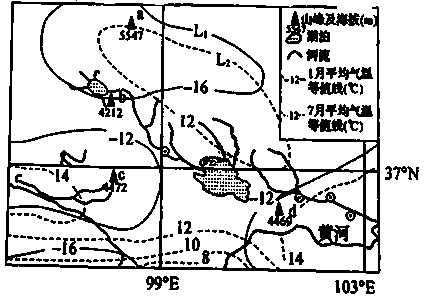 a
5547
L₁
L₂
-16
b
4212
12
-12
14
c
4472
-12
d
4469
黄河
12
10
8
-16
14
37°N
99°E
103°E
山峰及海拔(m)
湖泊
河流
-12- 1月平均气温
等值线(℃)
-12- 7月平均气温
等值线(℃)